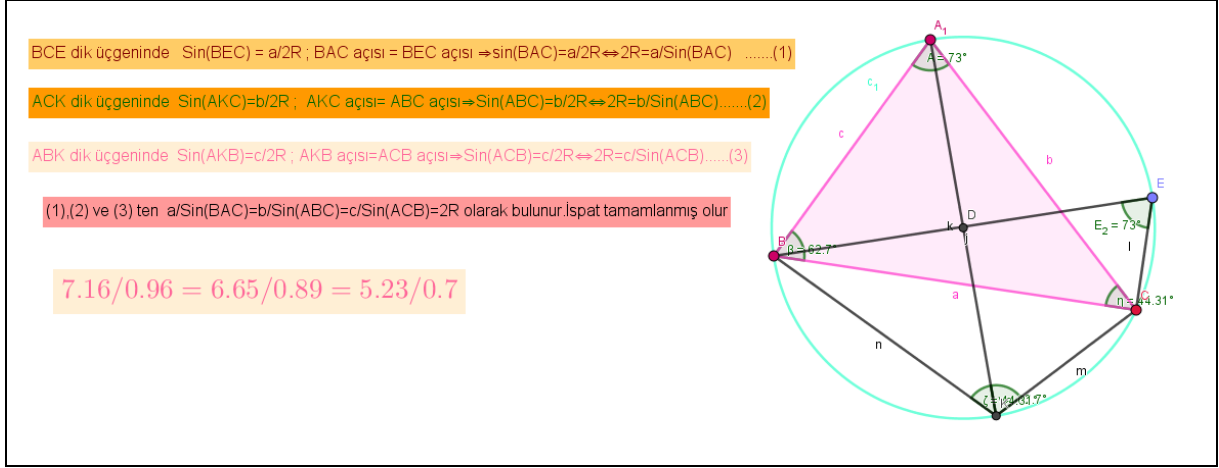 BCE dik üçgeninde Sin(BEC) = a/2R ; BAC açısı = BEC açısı ⇒sin(BAC)=a/2R⇔2R=a/Sin(BAC) .......(1)
ACK dik üçgeninde Sin(AKC)=b/2R ; AKC açısı= ABC açısı⇒Sin(ABC)=b/2R⇔2R=b/Sin(ABC).......(2)
ABK dik üçgeninde Sin(AKB)=c/2R ; AKB açısı=ACB açısı⇒Sin(ACB)=c/2R⇔2R=c/Sin(ACB)......(3)
(1),(2) ve (3) ten a/Sin(BAC)=b/Sin(ABC)=c/Sin(ACB)=2R olarak bulunur.İspat tamamlanmış olur
7.16/0.96 = 6.65/0.89 = 5.23/0.7
A₁
A = 73°
c₁
c
b
E
D
k
j
E₂ = 73°
l
B
β = 62.7°
a
C
η = 44.31°
n
m